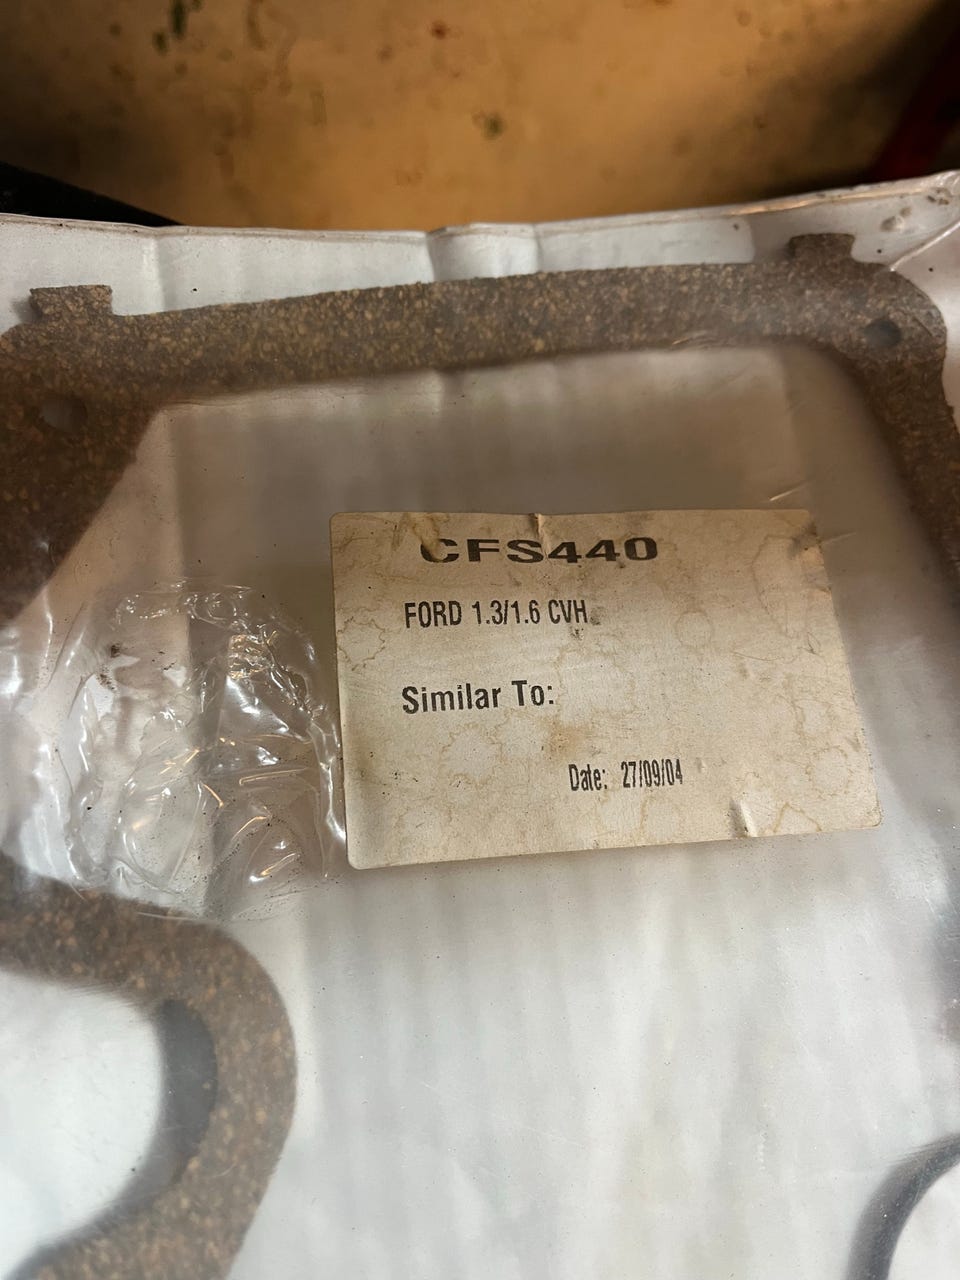 CFS440
FORD 1.3/1.6 CVH
Similar To:
Date: 27/09/04